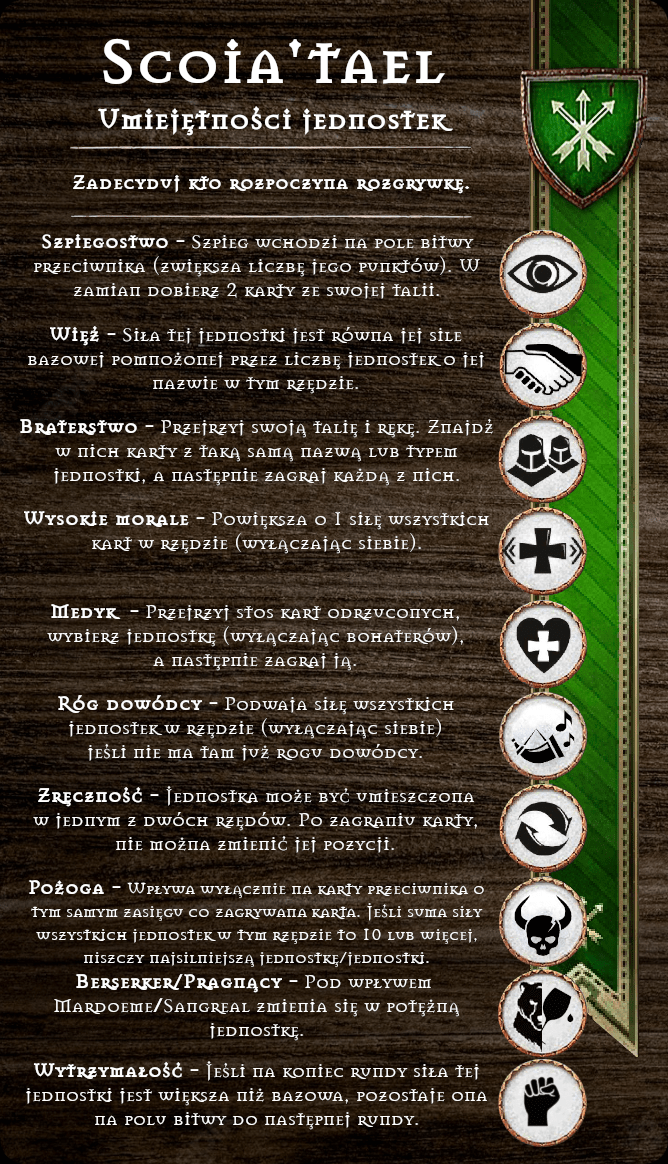 Scoia'tael
Umiejętności jednostek
Zadecyduj kto rozpoczyna rozgrywkę.
Szpiegostwo - Szpieg wchodzi na pole bitwy
przeciwnika (zwiększa liczbę jego punktów). W
zamian dobierz 2 karty ze swojej talii.
Więź - Siła tej jednostki jest równa jej sile
bazowej pomnożonej przez liczbę jednostek o jej
nazwie w tym rzędzie.
Braterstwo - Przejrzyj swoją talię i rękę. Znajdź
w nich karty z taką samą nazwą lub typem
jednostki, a następnie zagraj każdą z nich.
Wysokie morale - Powiększa o 1 siłę wszystkich
kart w rzędzie (wyłączając siebie).
Medyk - Przejrzyj stos kart odrzuconych,
wybierz jednostkę (wyłączając bohaterów),
a następnie zagraj ją.
Róg dowódcy - Podwaja siłę wszystkich
jednostek w rzędzie (wyłączając siebie)
jeśli nie ma tam już rogu dowódcy.
Zręczność - Jednostka może być umieszczona
w jednym z dwóch rzędów. Po zagraniu karty,
nie można zmienić jej pozycji.
Pożoga - Wpływa wyłącznie na karty przeciwnika o
tym samym zasięgu co zagrywana karta. Jeśli suma siły
wszystkich jednostek w tym rzędzie to 10 lub więcej,
niszczy najsilniejszą jednostkę/jednostki.
Berserker/Pragnący - Pod wpływem
Mardoeme/Sangreal zmienia się w potężną
jednostkę.
Wytrzymałość - Jeśli na koniec rundy siła tej
jednostki jest większa niż bazowa, pozostaje ona
na polu bitwy do następnej rundy.